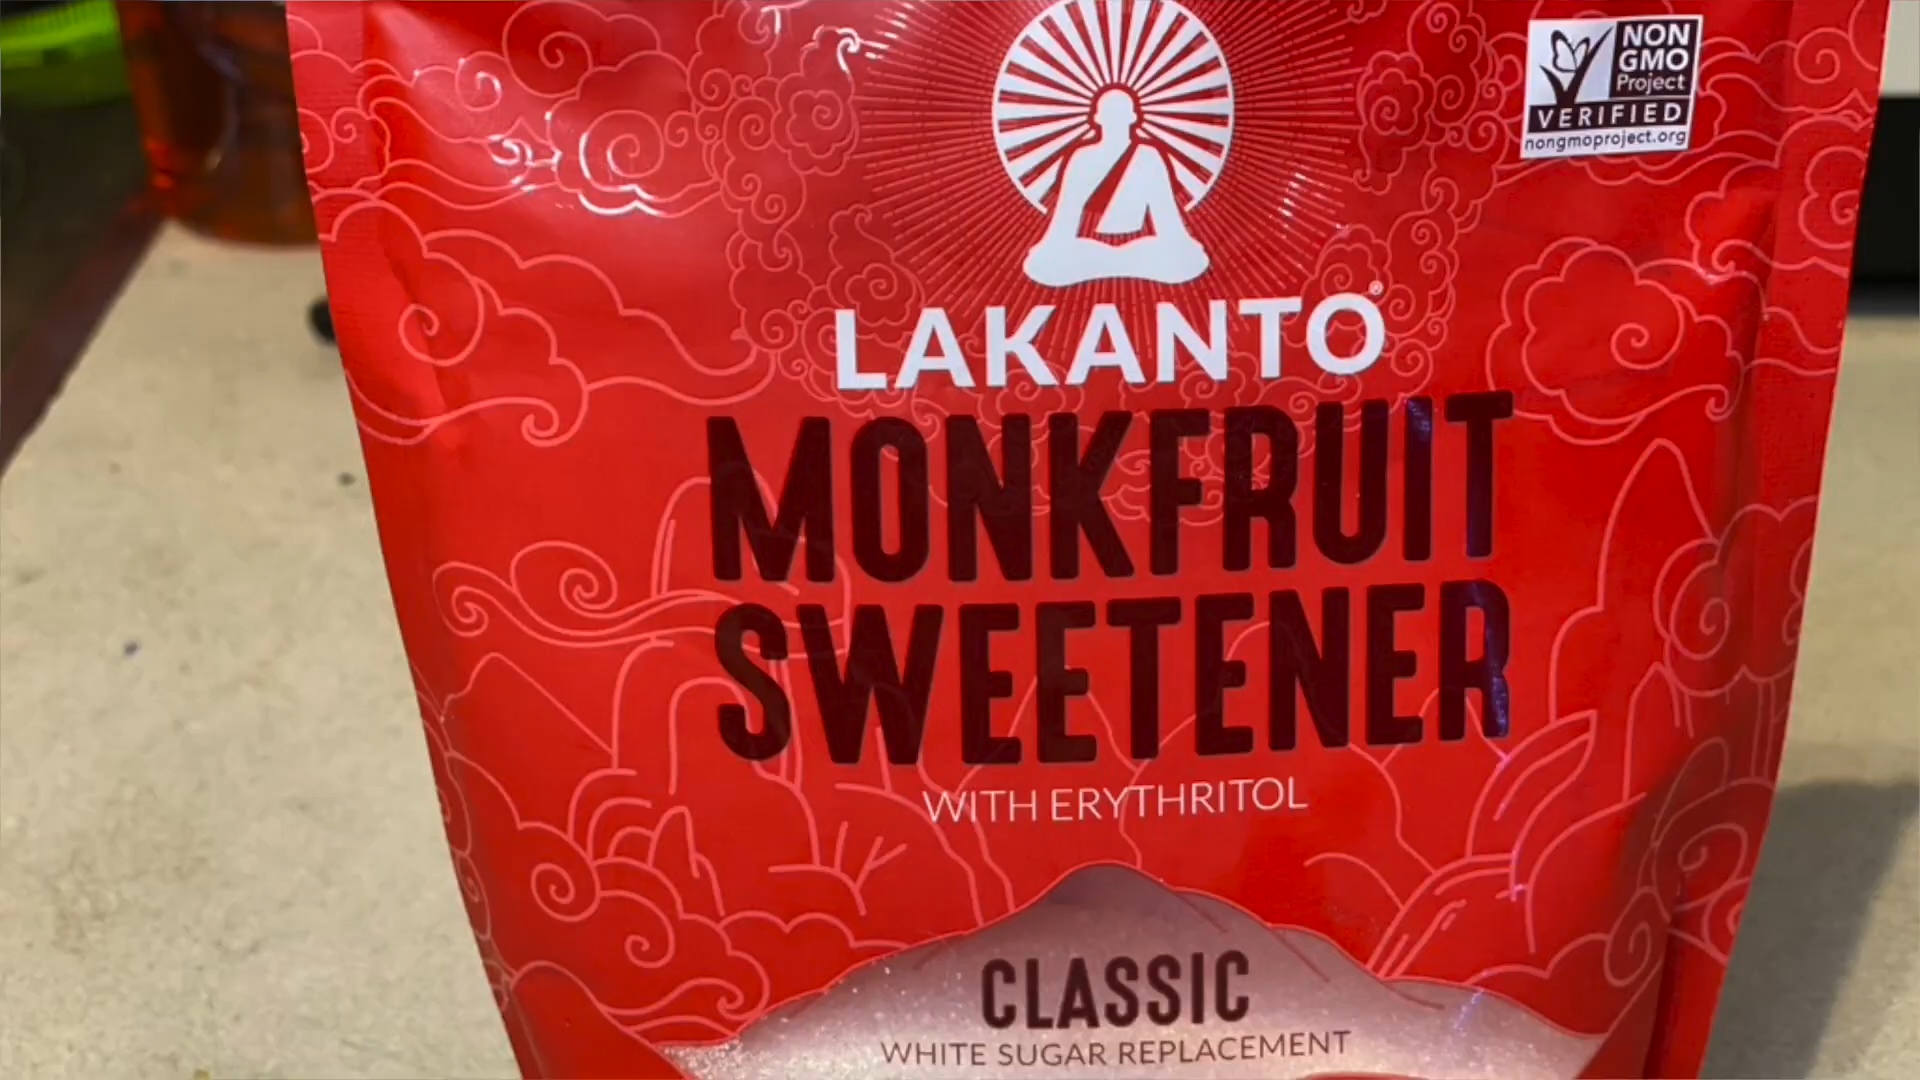 NON
GMO
Project
VERIFIED
nongmoproject.org
LAKANTO®
MONKFRUIT
SWEETENER
WITH ERYTHRITOL
CLASSIC
WHITE SUGAR REPLACEMENT